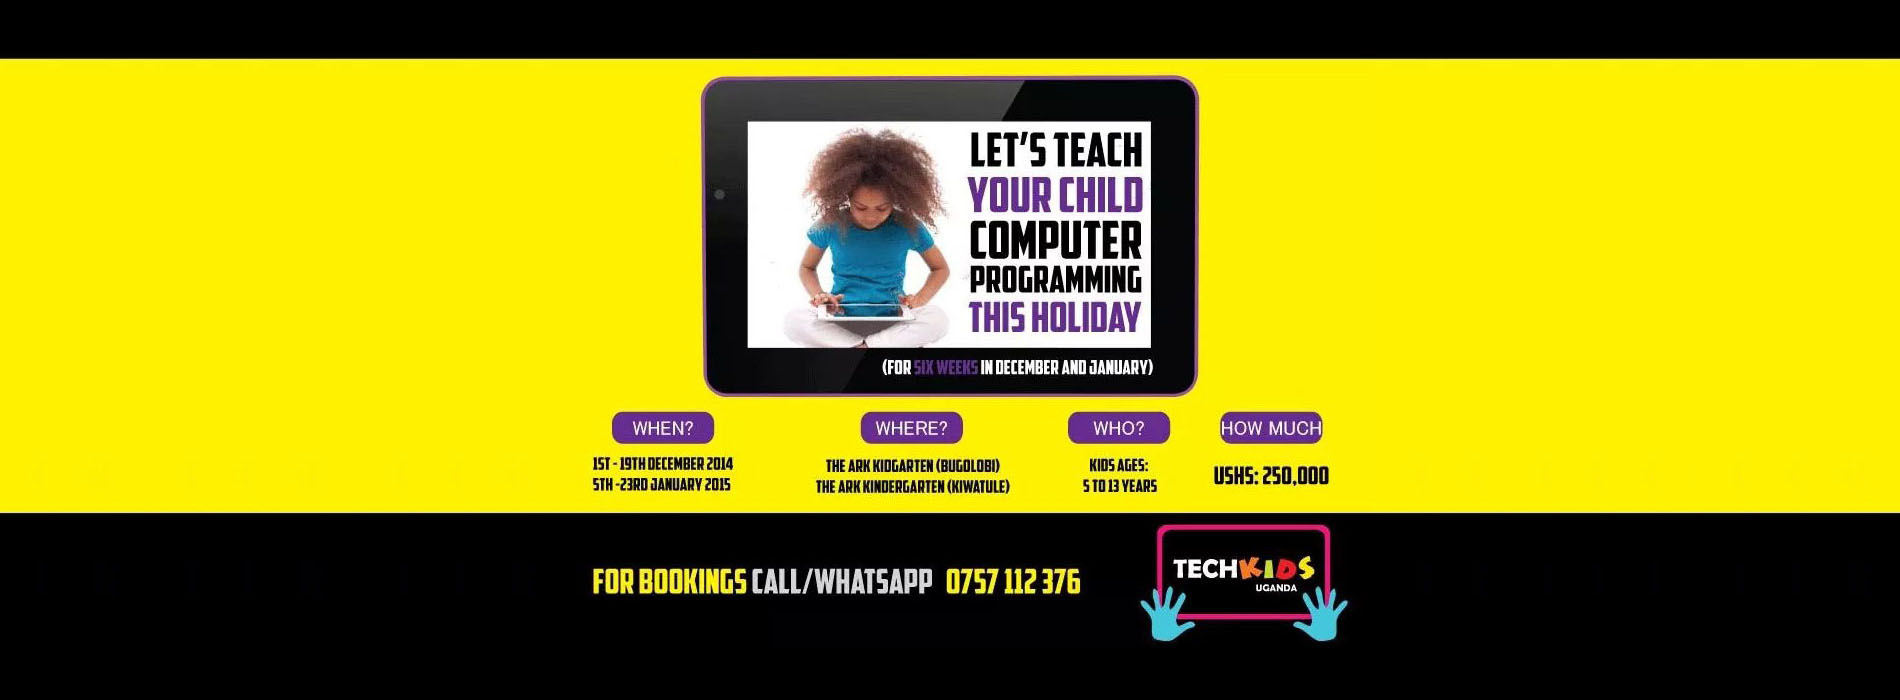 LET'S TEACH
YOUR CHILD
COMPUTER
PROGRAMMING
THIS HOLIDAY
(FOR SIX WEEKS IN DECEMBER AND JANUARY)
WHEN?
1ST - 19TH DECEMBER 2014
5TH -23RD JANUARY 2015
WHERE?
THE ARK KIDGARTEN (BUGOLOBI)
THE ARK KINDERGARTEN (KIWATULE)
WHO?
KIDS AGES:
5 TO 13 YEARS
HOW MUCH
USHS: 250,000
FOR BOOKINGS CALL/WHATSAPP 0757 112 376
TECHKIDS
UGANDA